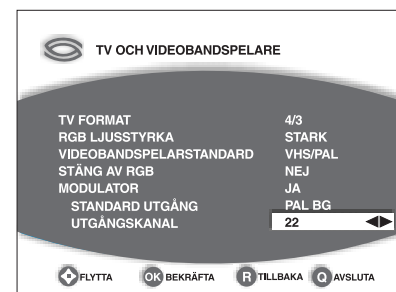 TV OCH VIDEOBANDSPELARE
TV FORMAT 4/3
RGB LJUSSTYRKA STARK
VIDEOBANDSPELARSTANDARD VHS/PAL
STÄNG AV RGB NEJ
MODULATOR JA
STANDARD UTGÅNG PAL BG
UTGÅNGSKANAL 22
FLYTTA OK BEKRÄFTA R TILLBAKA Q AVSLUTA